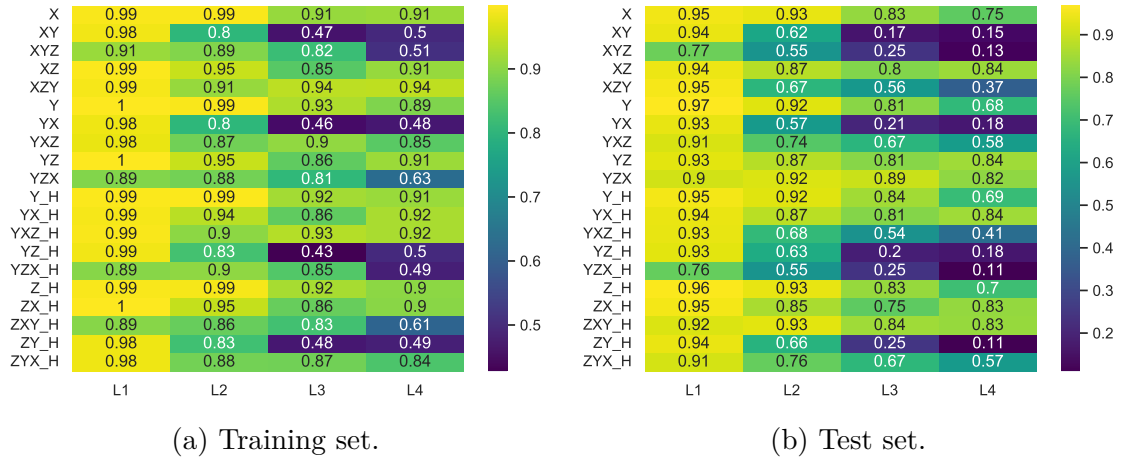 X 0.99 0.99 0.91 0.91
XY 0.98 0.8 0.47 0.5
XYZ 0.91 0.89 0.82 0.51
XZ 0.99 0.95 0.85 0.91
XZY 0.99 0.91 0.94 0.94
Y 1 0.99 0.93 0.89
YX 0.98 0.8 0.46 0.48
YXZ 0.98 0.87 0.9 0.85
YZ 1 0.95 0.86 0.91
YZX 0.89 0.88 0.81 0.63
Y_H 0.99 0.99 0.92 0.91
YX_H 0.99 0.94 0.86 0.92
YXZ_H 0.99 0.9 0.93 0.92
YZ_H 0.99 0.83 0.43 0.5
YZX_H 0.89 0.9 0.85 0.49
Z_H 0.99 0.99 0.92 0.9
ZX_H 1 0.95 0.86 0.9
ZXY_H 0.89 0.86 0.83 0.61
ZY_H 0.98 0.83 0.48 0.49
ZYX_H 0.98 0.88 0.87 0.84
L1 L2 L3 L4
0.9
0.8
0.7
0.6
0.5
(a) Training set.
X 0.95 0.93 0.83 0.75
XY 0.94 0.62 0.17 0.15
XYZ 0.77 0.55 0.25 0.13
XZ 0.94 0.87 0.8 0.84
XZY 0.95 0.67 0.56 0.37
Y 0.97 0.92 0.81 0.68
YX 0.93 0.57 0.21 0.18
YXZ 0.91 0.74 0.67 0.58
YZ 0.93 0.87 0.81 0.84
YZX 0.9 0.92 0.89 0.82
Y_H 0.95 0.92 0.84 0.69
YX_H 0.94 0.87 0.81 0.84
YXZ_H 0.93 0.68 0.54 0.41
YZ_H 0.93 0.63 0.2 0.18
YZX_H 0.76 0.55 0.25 0.11
Z_H 0.96 0.93 0.83 0.7
ZX_H 0.95 0.85 0.75 0.83
ZXY_H 0.92 0.93 0.84 0.83
ZY_H 0.94 0.66 0.25 0.11
ZYX_H 0.91 0.76 0.67 0.57
L1 L2 L3 L4
0.9
0.8
0.7
0.6
0.5
0.4
0.3
0.2
(b) Test set.